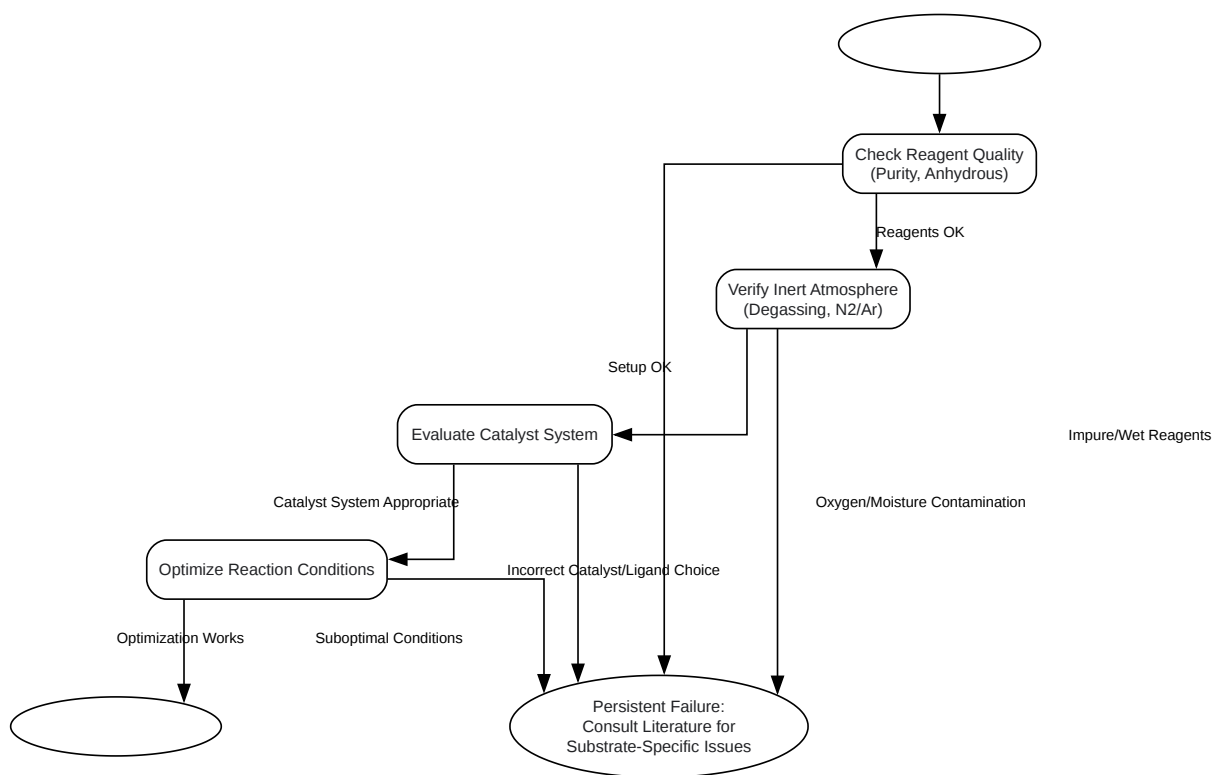 Check Reagent Quality
(Purity, Anhydrous)
Reagents OK
Verify Inert Atmosphere
(Degassing, N2/Ar)
Setup OK
Evaluate Catalyst System
Impure/Wet Reagents
Catalyst System Appropriate
Oxygen/Moisture Contamination
Optimize Reaction Conditions
Incorrect Catalyst/Ligand Choice
Optimization Works
Suboptimal Conditions
Persistent Failure:
Consult Literature for
Substrate-Specific Issues